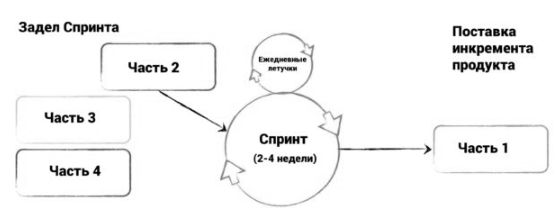 Задел Спринта
Часть 2
Часть 3
Часть 4
Ежедневные
летучки
Спринт
(2-4 недели)
Поставка
инкремента
продукта
Часть 1